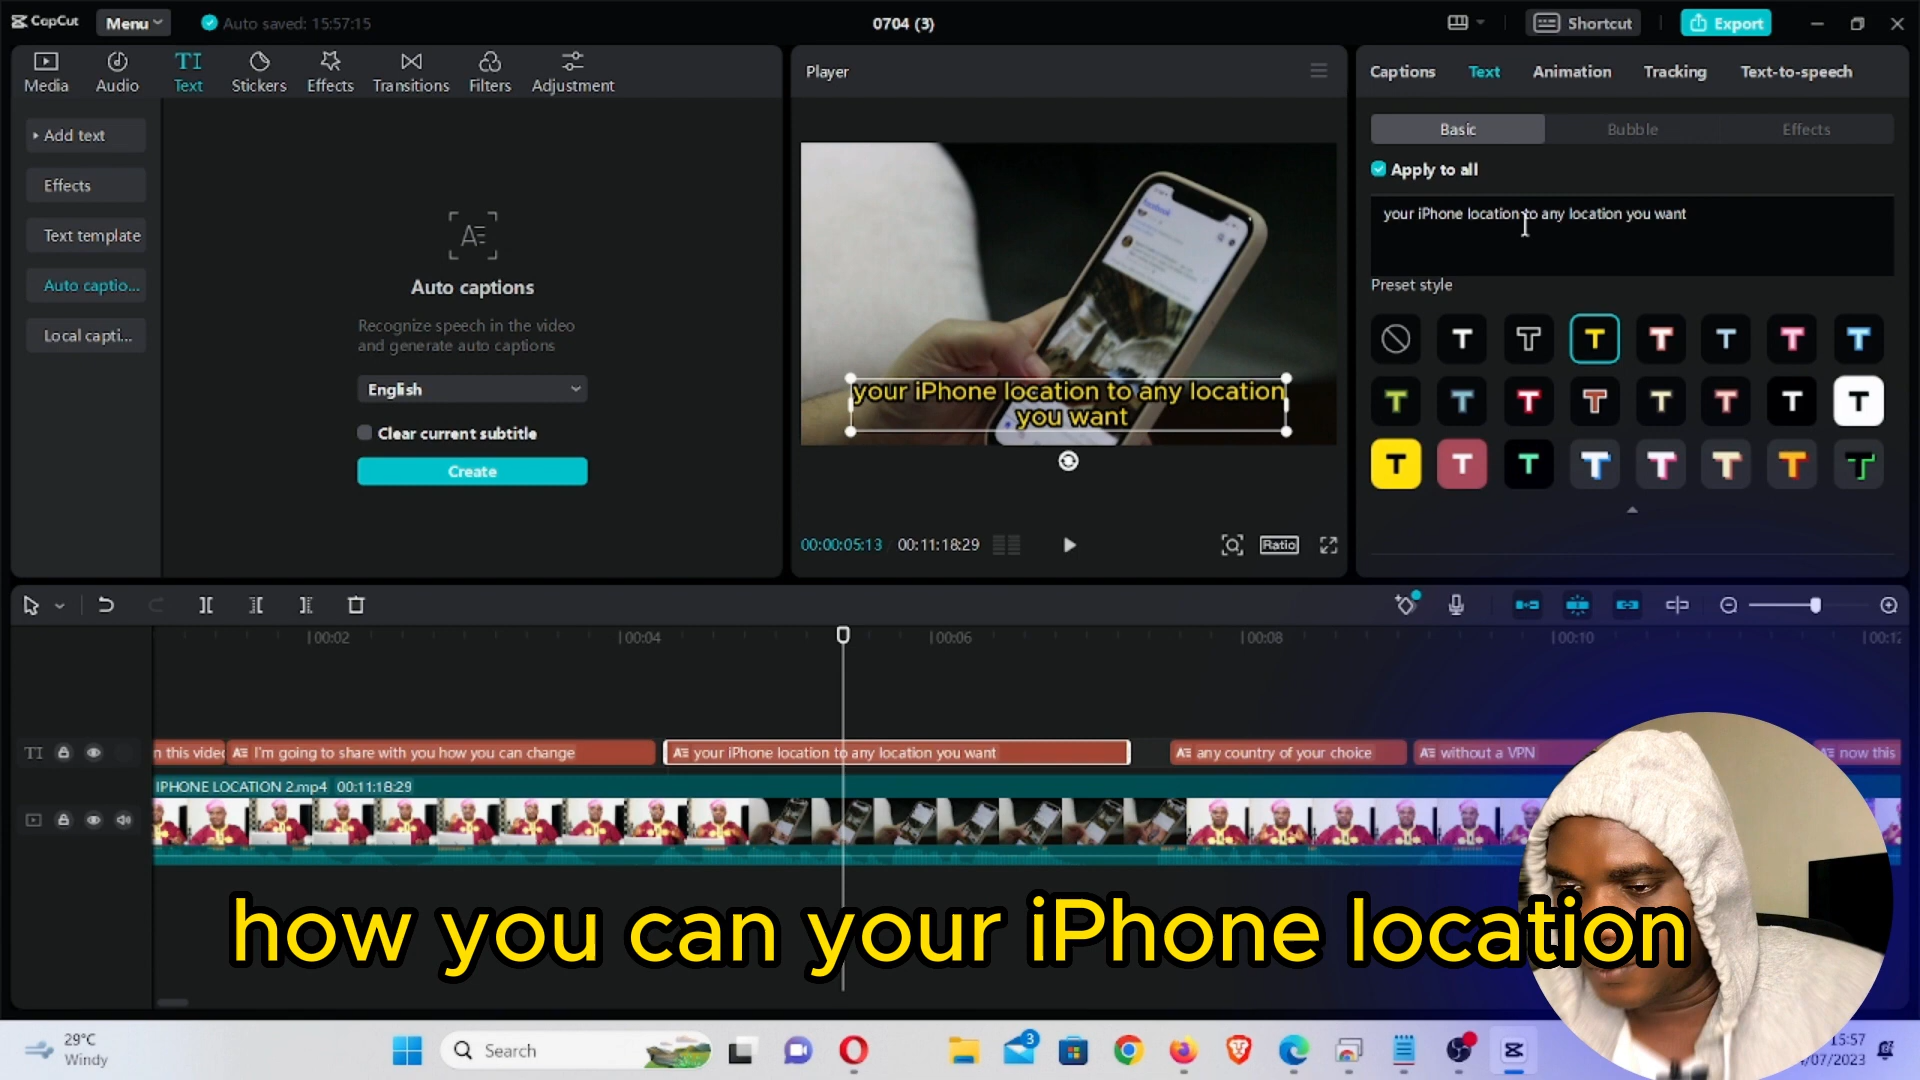 CapCut
Menu
Auto saved: 15:57:15
0704 (3)
Shortcut
Export
Media
Audio
TI
Text
Stickers
Effects
Transitions
Filters
Adjustment
Add text
Effects
Text template
Auto captio...
Local capti...
Auto captions
Recognize speech in the video
and generate auto captions
English
Clear current subtitle
Create
Player
your iPhone location to any location
you want
00:00:05:13
00:11:18:29
Ratio
Captions
Text
Animation
Tracking
Text-to-speech
Basic
Bubble
Effects
Apply to all
your iPhone location to any location you want
Preset style
00:02
00:04
00:06
00:08
00:10
00:12
TI
n this video
I'm going to share with you how you can change
your iPhone location to any location you want
any country of your choice
without a VPN
now this
IPHONE LOCATION 2.mp4 00:11:18:29
how you can your iPhone location
29°C
Windy
Search
3
15:57
/07/2023